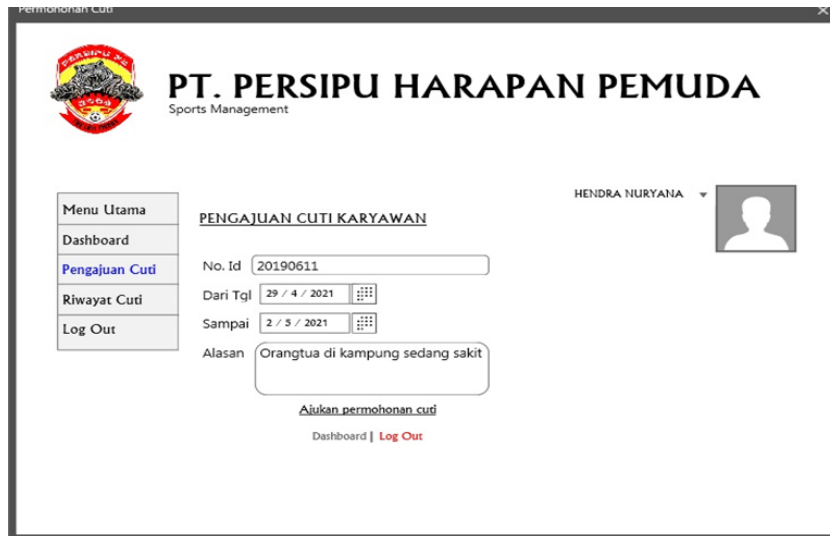 Permohonan Cuti
PERSIPU FC
PT. PERSIPU HARAPAN PEMUDA
Sports Management
HENDRA NURYANA
Menu Utama
Dashboard
Pengajuan Cuti
Riwayat Cuti
Log Out
PENGAJUAN CUTI KARYAWAN
No. Id 20190611
Dari Tgl 29 / 4 / 2021
Sampai 2 / 5 / 2021
Alasan Orangtua di kampung sedang sakit
Ajukan permohonan cuti
Dashboard | Log Out